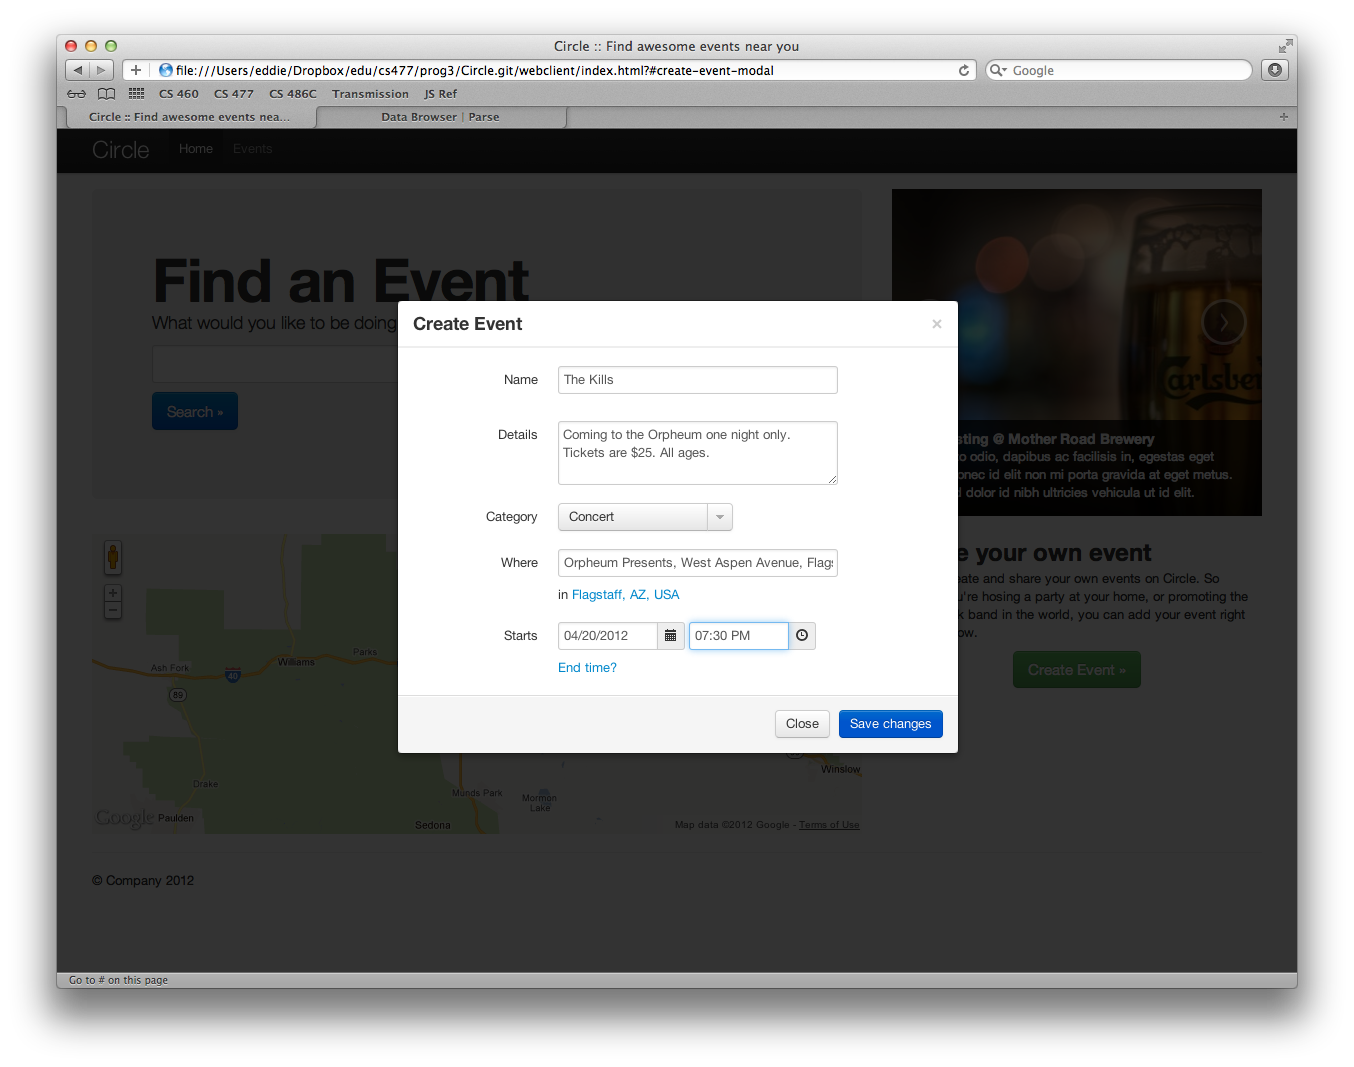 Circle :: Find awesome events near you
file:///Users/eddie/Dropbox/edu/cs477/prog3/Circle.git/webclient/index.html?#create-event-modal
Google
CS 460 CS 477 CS 486C Transmission JS Ref
Circle :: Find awesome events nea...
Data Browser | Parse
Circle Home Events
Find an Event
What would you like to be doing
Search »
Carlsber
sting @ Mother Road Brewery
o odio, dapibus ac facilisis in, egestas eget
onec id elit non mi porta gravida at eget metus.
d dolor id nibh ultricies vehicula ut id elit.
Create Event ×
Name The Kills
Details Coming to the Orpheum one night only.
Tickets are $25. All ages.
Category Concert
Where Orpheum Presents, West Aspen Avenue, Flags
in Flagstaff, AZ, USA
Starts 04/20/2012 07:30 PM
End time?
Close Save changes
e your own event
eate and share your own events on Circle. So
u're hosing a party at your home, or promoting the
k band in the world, you can add your event right
ow.
Create Event »
Parks
Ash Fork
Williams
40
89
Drake
Paulden
Munds Park
Mormon
Lake
Winslow
Sedona
Google
Map data ©2012 Google - Terms of Use
© Company 2012
Go to # on this page